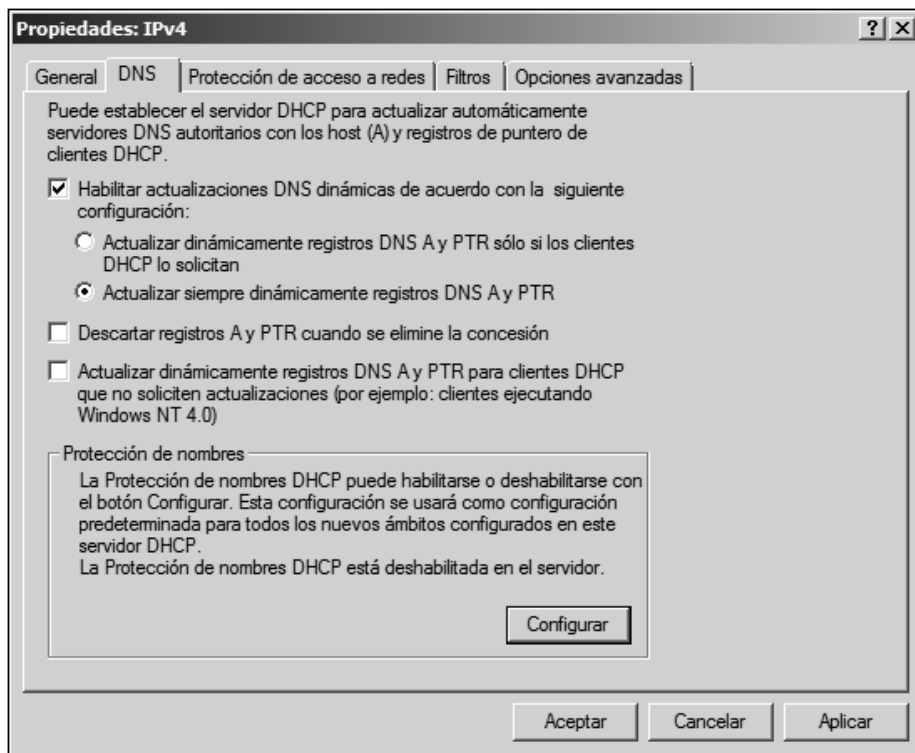 Propiedades: IPv4
General DNS Protección de acceso a redes Filtros Opciones avanzadas
Puede establecer el servidor DHCP para actualizar automáticamente
servidores DNS autoritarios con los host (A) y registros de puntero de
clientes DHCP.
Habilitar actualizaciones DNS dinámicas de acuerdo con la siguiente
configuración:
Actualizar dinámicamente registros DNS A y PTR sólo si los clientes
DHCP lo solicitan
Actualizar siempre dinámicamente registros DNS A y PTR
Descartar registros A y PTR cuando se elimine la concesión
Actualizar dinámicamente registros DNS A y PTR para clientes DHCP
que no soliciten actualizaciones (por ejemplo: clientes ejecutando
Windows NT 4.0)
Protección de nombres
La Protección de nombres DHCP puede habilitarse o deshabilitarse con
el botón Configurar. Esta configuración se usará como configuración
predeterminada para todos los nuevos ámbitos configurados en este
servidor DHCP.
La Protección de nombres DHCP está deshabilitada en el servidor.
Configurar
Aceptar Cancelar Aplicar